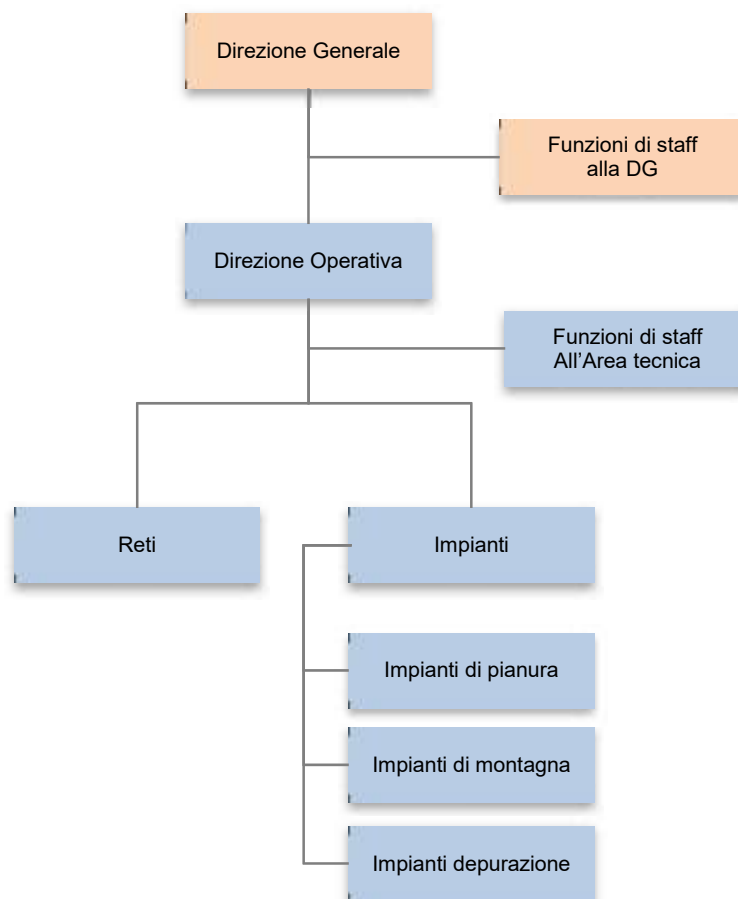 Direzione Generale
Funzioni di staff
alla DG
Direzione Operativa
Funzioni di staff
All’Area tecnica
Reti
Impianti
Impianti di pianura
Impianti di montagna
Impianti depurazione